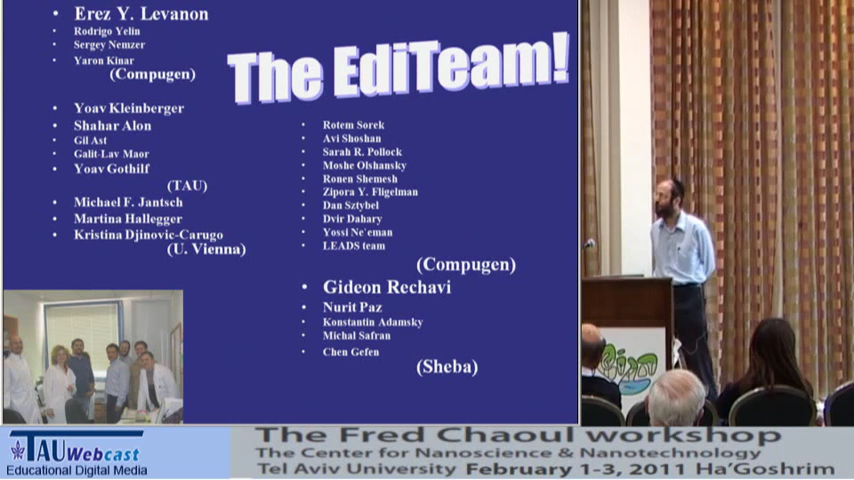 Erez Y. Levanon
Rodrigo Yelin
Sergey Nemzer
Yaron Kinar
(Compugen)
Yoav Kleinberger
Shahar Alon
Gil Ast
Galit-Lav Maor
Yoav Gothilf
(TAU)
Michael F. Jantsch
Martina Hallegger
Kristina Djinovic-Carugo
(U. Vienna)
The EdiTeam!
Rotem Sorek
Avi Shoshan
Sarah R. Pollock
Moshe Olshansky
Ronen Shemesh
Zipora Y. Fligelman
Dan Sztybel
Dvir Dahary
Yossi Ne`eman
LEADS team
(Compugen)
Gideon Rechavi
Nurit Paz
Konstantin Adamsky
Michal Safran
Chen Gefen
(Sheba)
TAU Webcast
Educational Digital Media
The Fred Chaoul workshop
The Center for Nanoscience & Nanotechnology
Tel Aviv University February 1-3, 2011 Ha'Goshrim